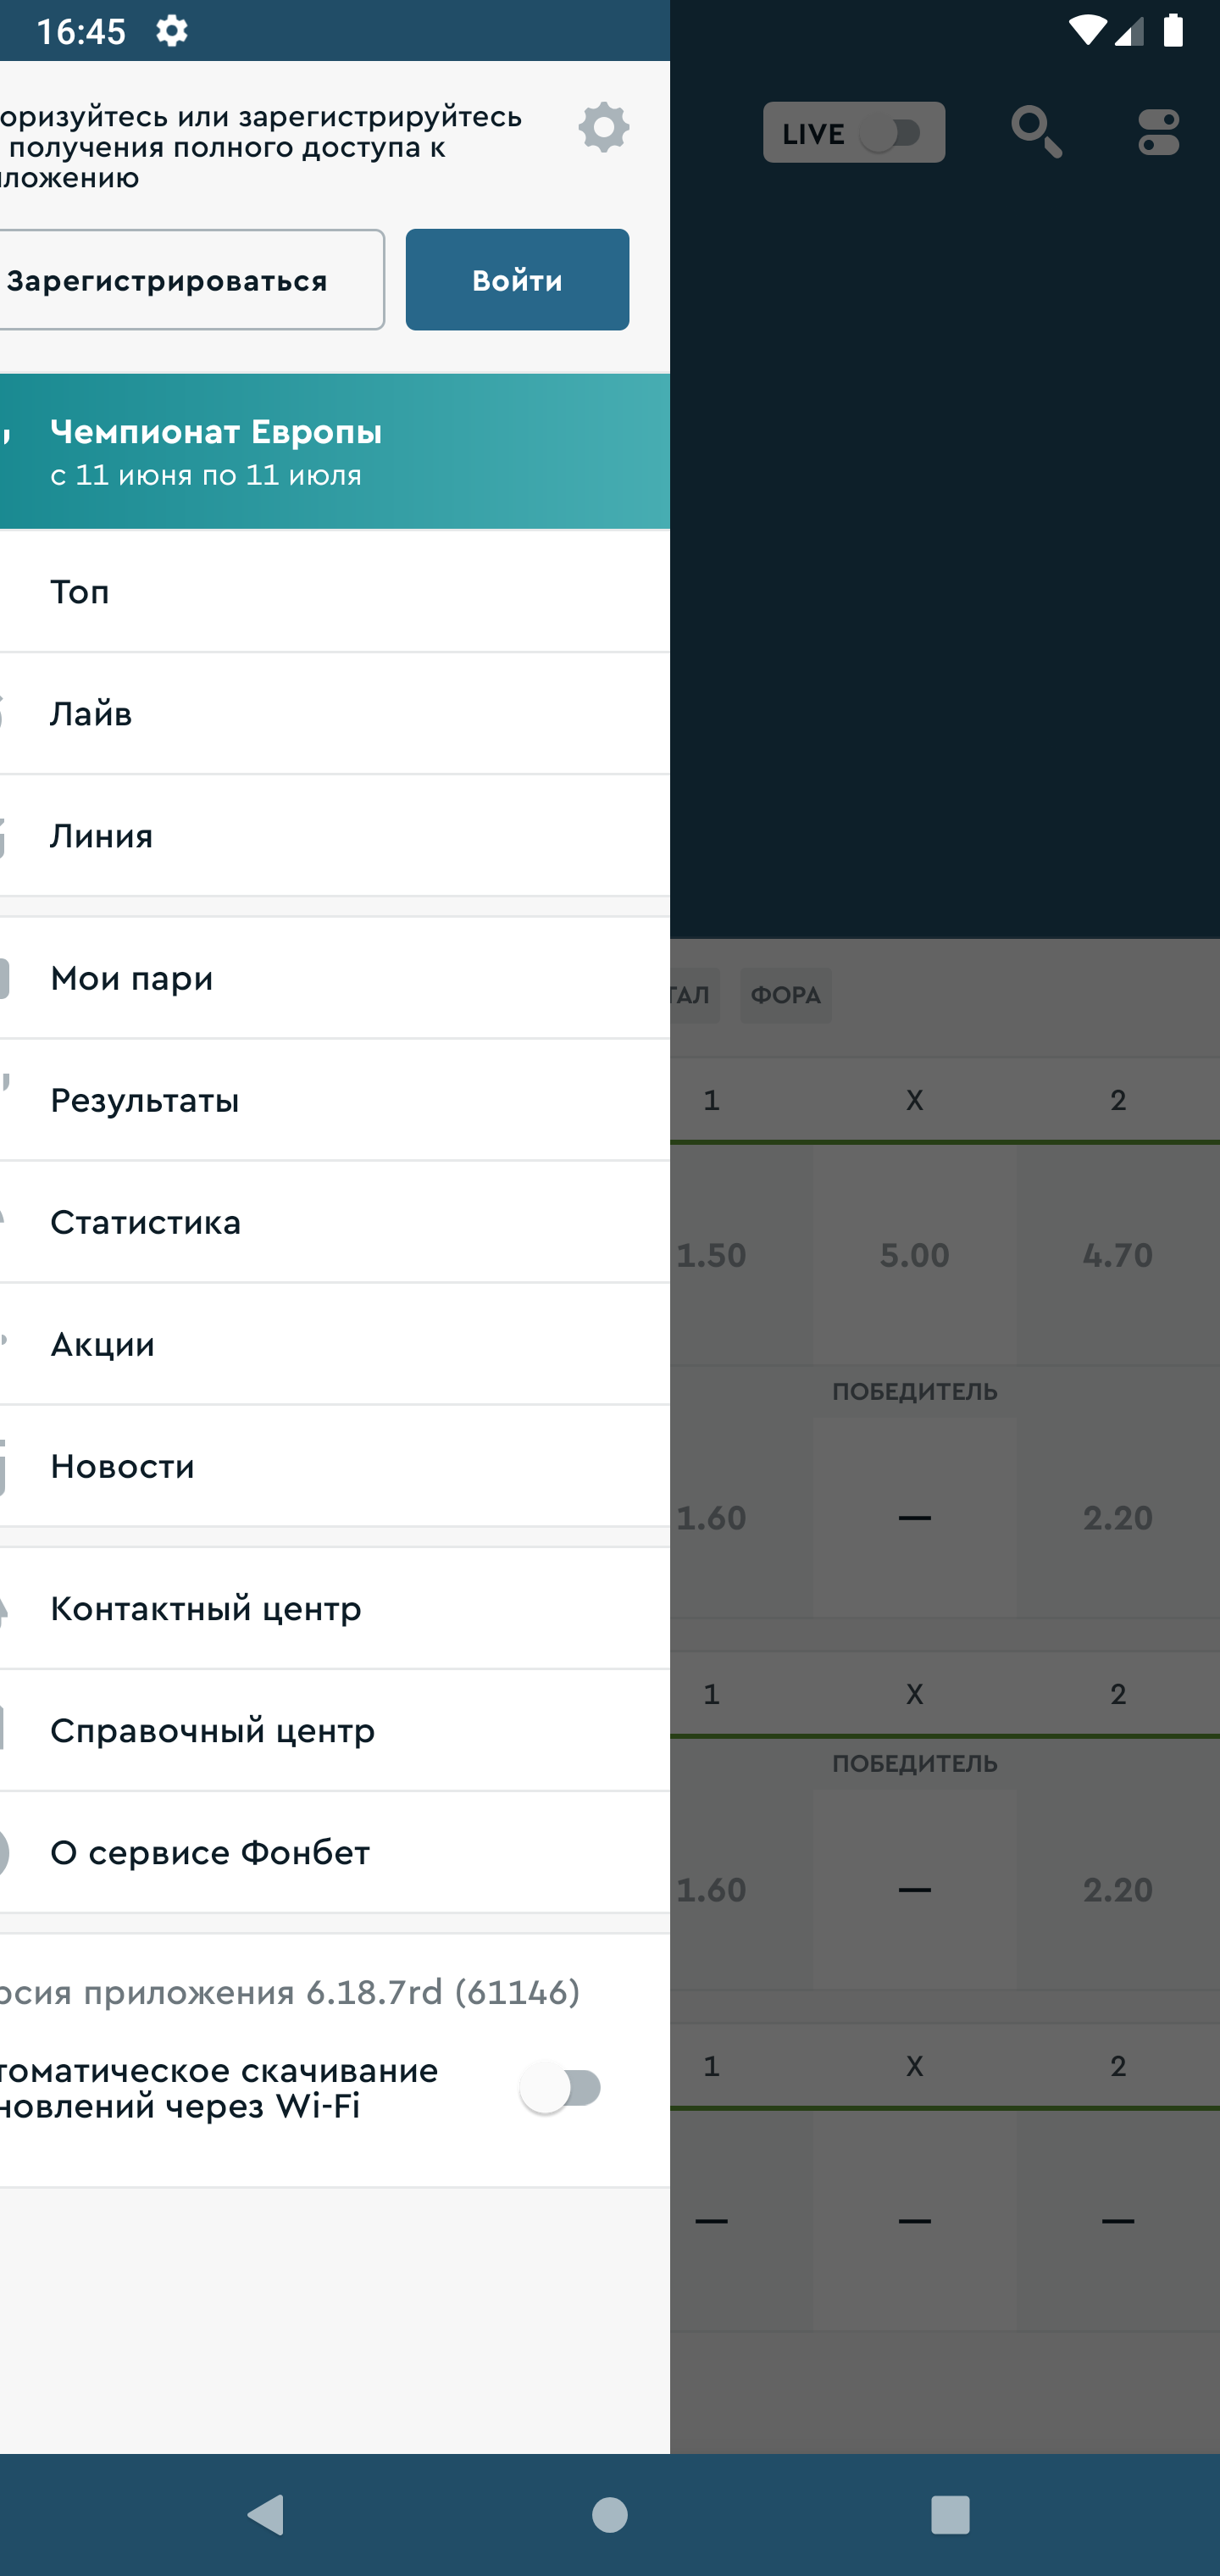 16:45
оризуйтесь или зарегистрируйтесь
получения полного доступа к
ложению
LIVE
Зарегистрироваться
Войти
Чемпионат Европы
с 11 июня по 11 июля
Топ
Лайв
Линия
Мои пари
Результаты
Статистика
Акции
Новости
Контактный центр
Справочный центр
О сервисе Фонбет
рсия приложения 6.18.7rd (61146)
томатическое скачивание
новлений через Wi-Fi
ТАЛ
ФОРА
1 X 2
1.50 5.00 4.70
ПОБЕДИТЕЛЬ
1.60 — 2.20
1 X 2
ПОБЕДИТЕЛЬ
1.60 — 2.20
1 X 2
— — —